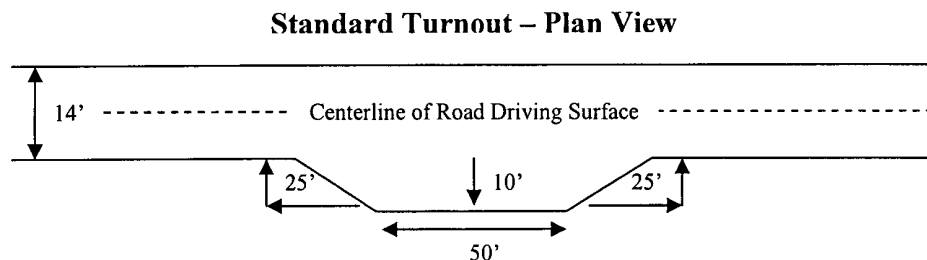 Standard Turnout – Plan View
14'
Centerline of Road Driving Surface
25'
10'
25'
50'